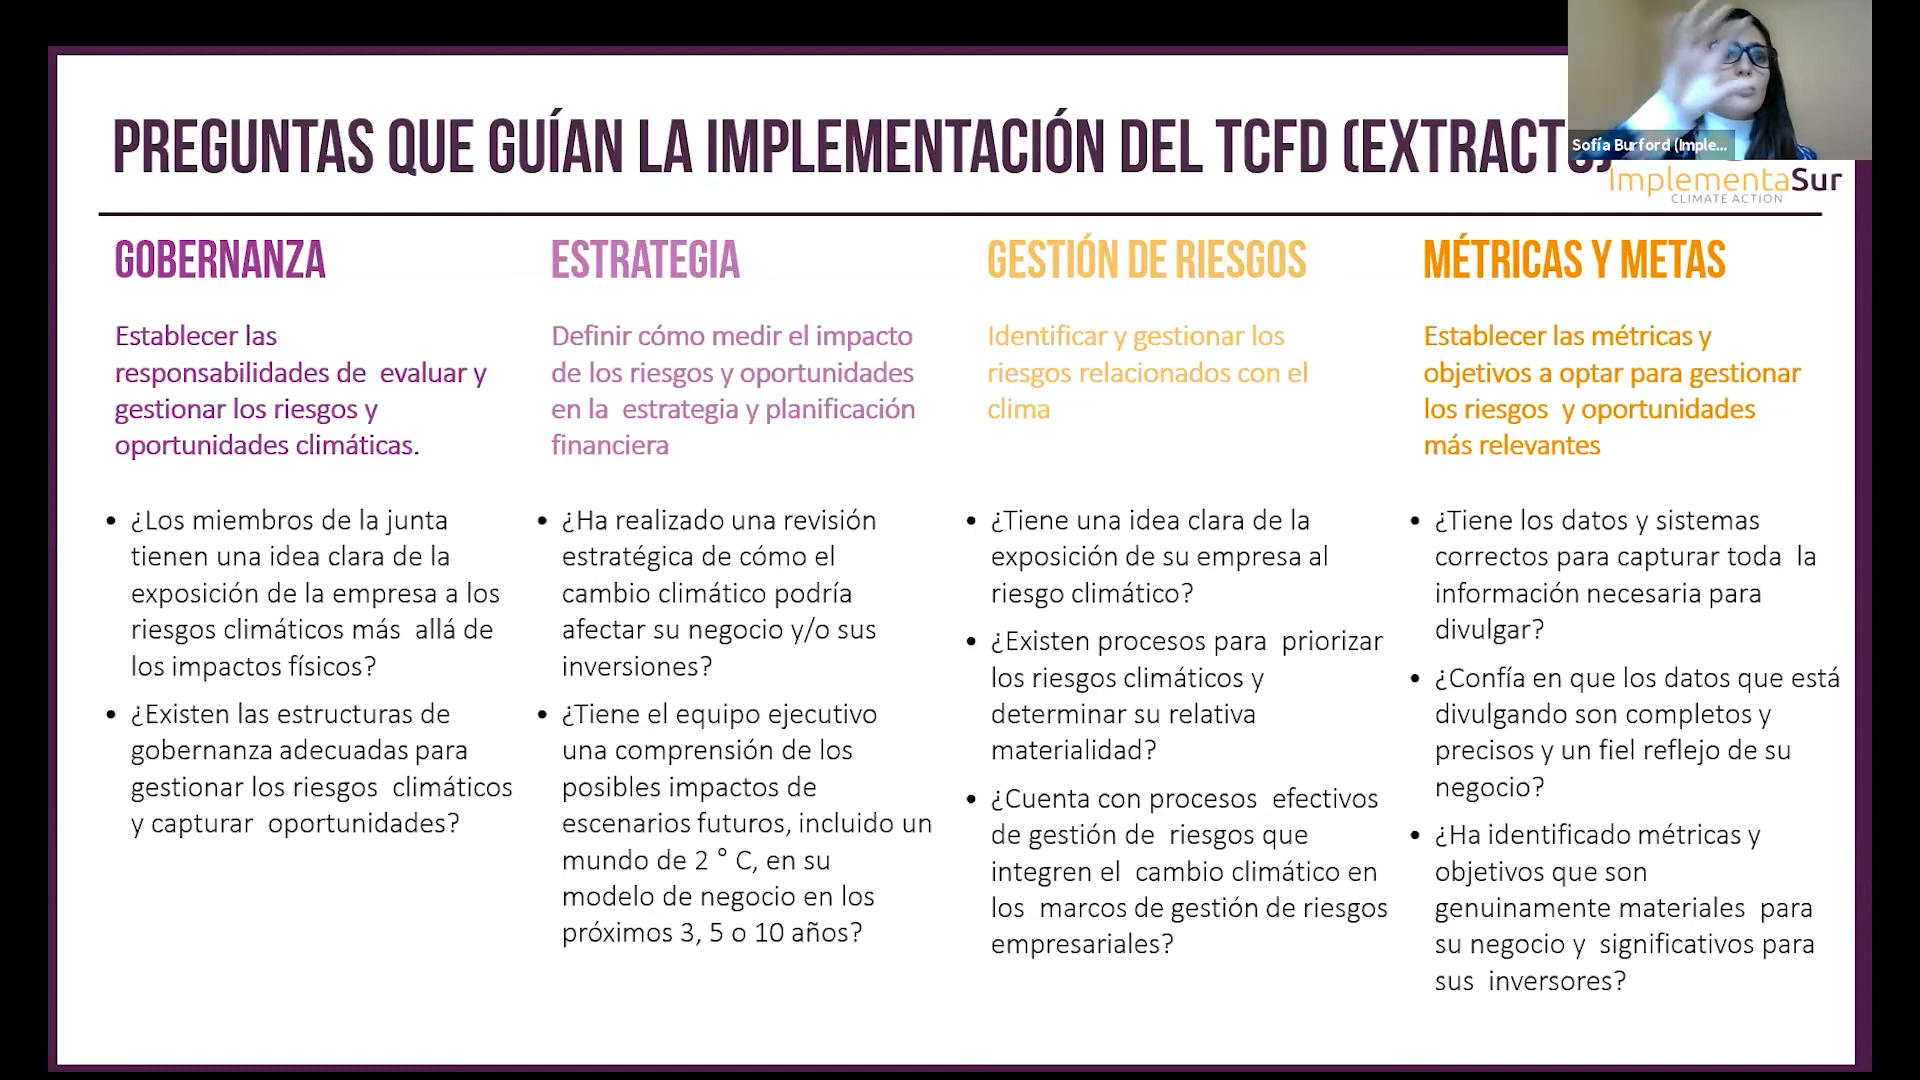 PREGUNTAS QUE GUÍAN LA IMPLEMENTACIÓN DEL TCFD (EXTRACTO)
Sofía Burford (Imple...
ImplementaSur
CLIMATE ACTION
GOBERNANZA
Establecer las
responsabilidades de evaluar y
gestionar los riesgos y
oportunidades climáticas.
• ¿Los miembros de la junta
tienen una idea clara de la
exposición de la empresa a los
riesgos climáticos más allá de
los impactos físicos?
• ¿Existen las estructuras de
gobernanza adecuadas para
gestionar los riesgos climáticos
y capturar oportunidades?
ESTRATEGIA
Definir cómo medir el impacto
de los riesgos y oportunidades
en la estrategia y planificación
financiera
• ¿Ha realizado una revisión
estratégica de cómo el
cambio climático podría
afectar su negocio y/o sus
inversiones?
• ¿Tiene el equipo ejecutivo
una comprensión de los
posibles impactos de
escenarios futuros, incluido un
mundo de 2 ° C, en su
modelo de negocio en los
próximos 3, 5 o 10 años?
GESTIÓN DE RIESGOS
Identificar y gestionar los
riesgos relacionados con el
clima
• ¿Tiene una idea clara de la
exposición de su empresa al
riesgo climático?
• ¿Existen procesos para priorizar
los riesgos climáticos y
determinar su relativa
materialidad?
• ¿Cuenta con procesos efectivos
de gestión de riesgos que
integren el cambio climático en
los marcos de gestión de riesgos
empresariales?
MÉTRICAS Y METAS
Establecer las métricas y
objetivos a optar para gestionar
los riesgos y oportunidades
más relevantes
• ¿Tiene los datos y sistemas
correctos para capturar toda la
información necesaria para
divulgar?
• ¿Confía en que los datos que está
divulgando son completos y
precisos y un fiel reflejo de su
negocio?
• ¿Ha identificado métricas y
objetivos que son
genuinamente materiales para
su negocio y significativos para
sus inversores?